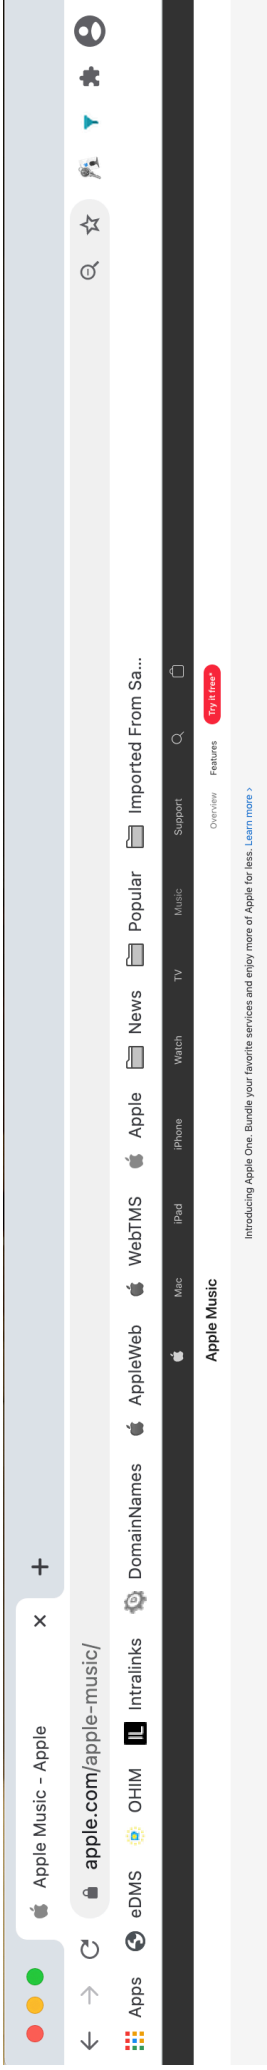 Apple Music - Apple
apple.com/apple-music/
Apps eDMS OHIM Intralinks DomainNames AppleWeb WebTMS Apple News Popular Imported From Sa...
Mac iPad iPhone Watch TV Music Support
Apple Music Overview Features Try it free*
Introducing Apple One. Bundle your favorite services and enjoy more of Apple for less. Learn more >